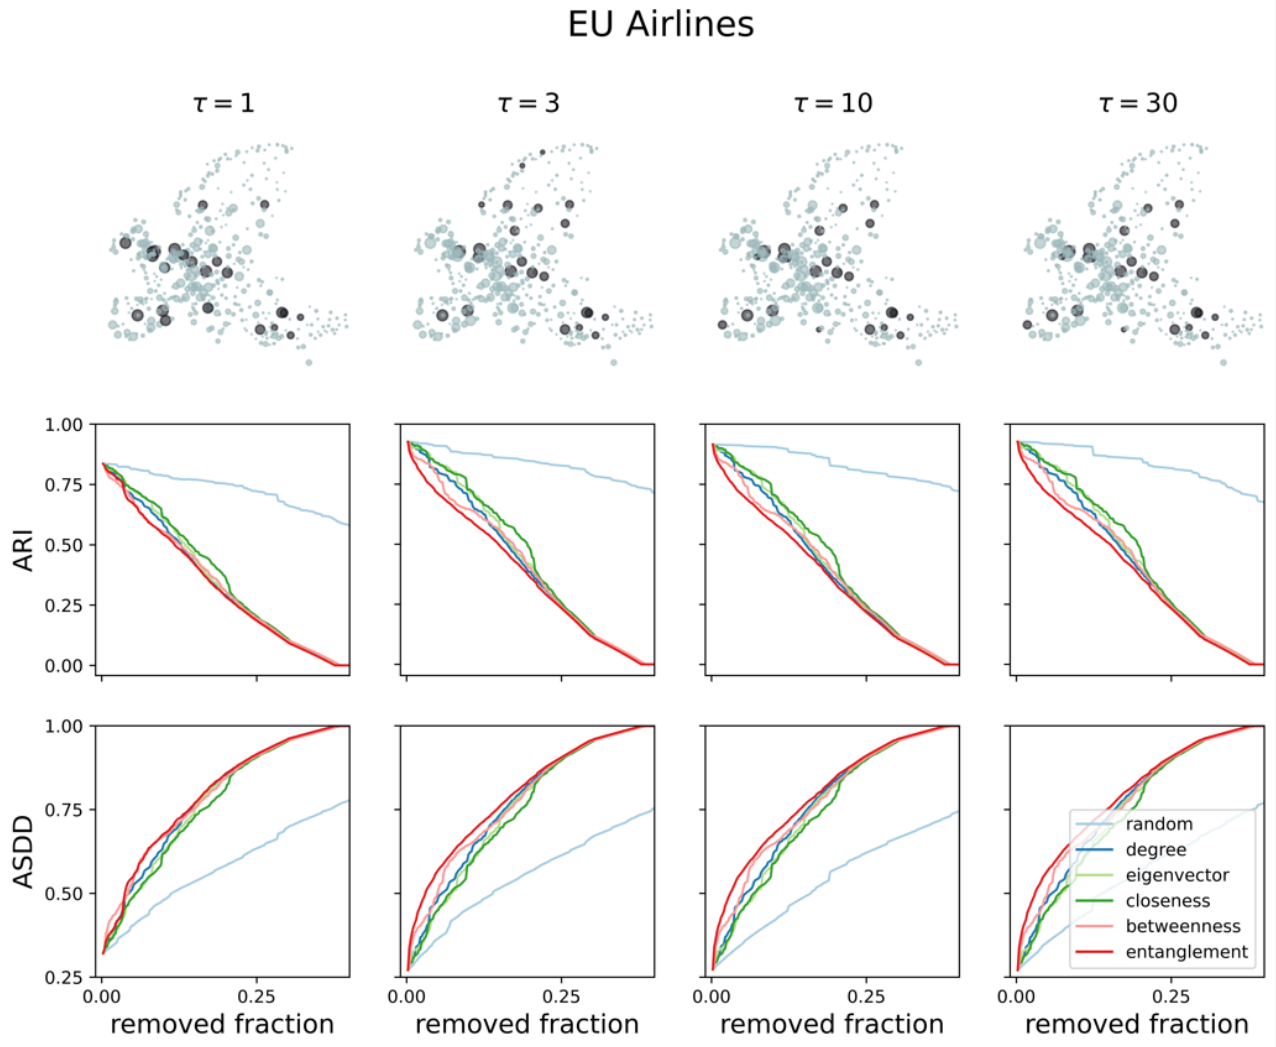 EU Airlines
τ = 1
τ = 3
τ = 10
τ = 30
1.00
0.75
0.50
0.25
0.00
ARI
1.00
0.75
0.50
0.25
ASDD
random
degree
eigenvector
closeness
betweenness
entanglement
0.00 0.25
0.00 0.25
0.00 0.25
0.00 0.25
removed fraction
removed fraction
removed fraction
removed fraction